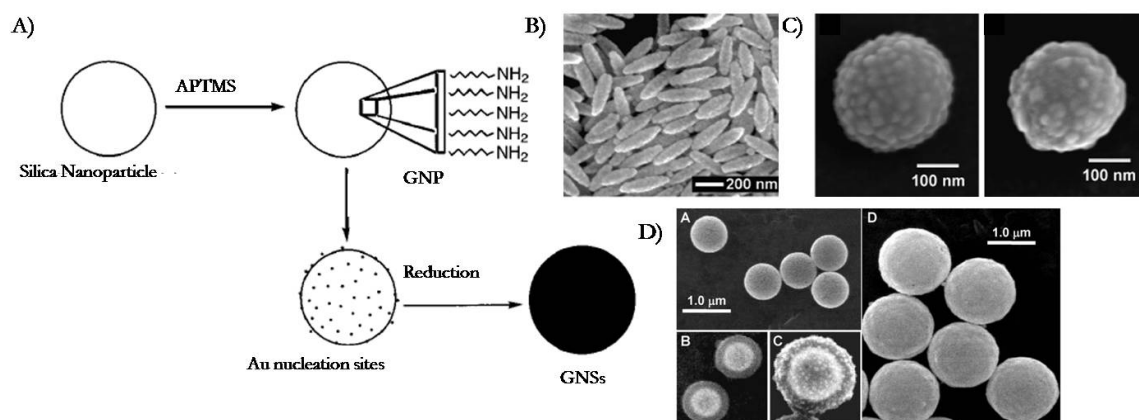 A)
APTMS
NH₂
NH₂
NH₂
NH₂
NH₂
Silica Nanoparticle
GNP
Reduction
Au nucleation sites
GNSs
B)
200 nm
C)
100 nm
100 nm
D)
A
1.0 μm
B
C
D
1.0 μm